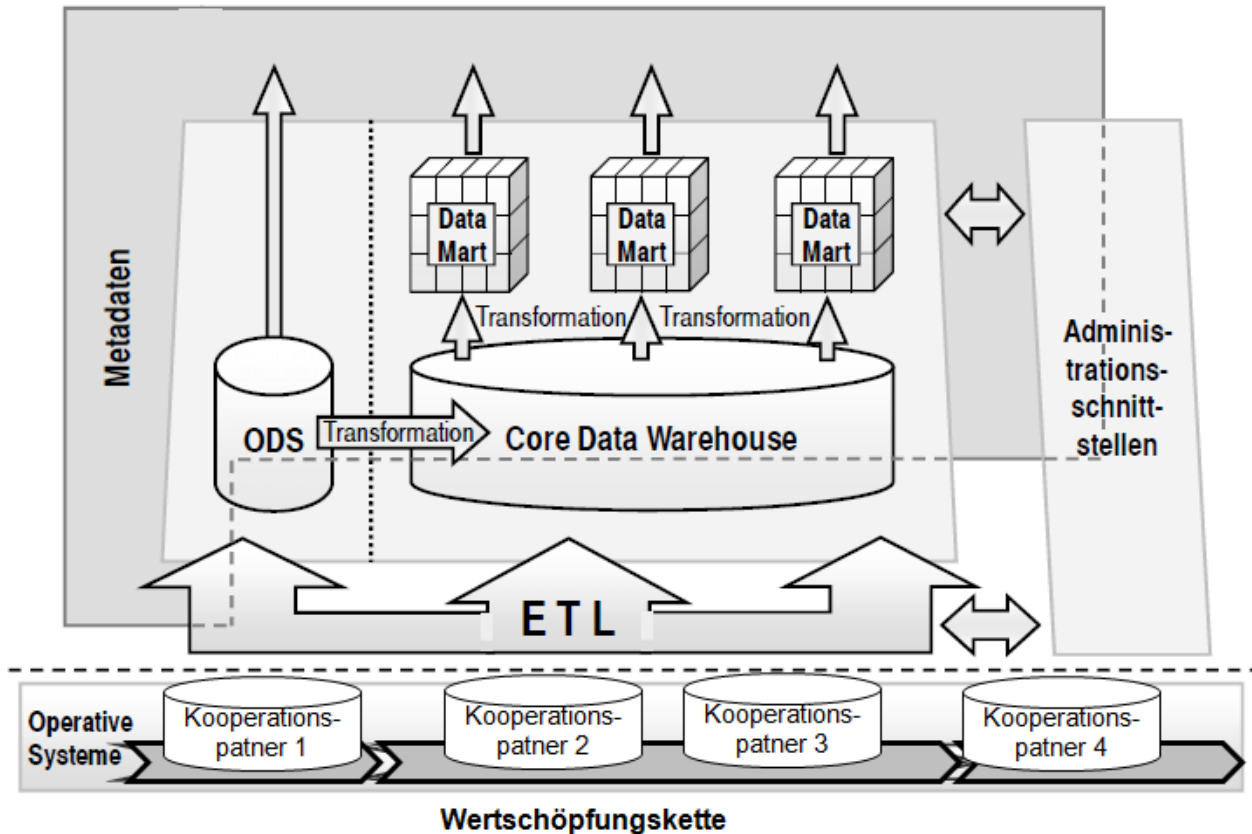 Metadaten
Data
Mart
Data
Mart
Data
Mart
Transformation
Transformation
Adminis-
trations-
schnitt-
stellen
ODS
Transformation
Core Data Warehouse
ETL
Operative
Systeme
Kooperations-
patner 1
Kooperations-
patner 2
Kooperations-
patner 3
Kooperations-
patner 4
Wertschöpfungskette